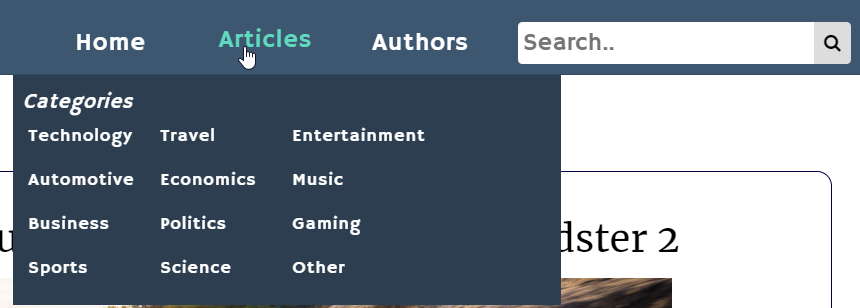 Home Articles Authors Search..
Categories
Technology Travel Entertainment
Automotive Economics Music
Business Politics Gaming
dster 2
Sports Science Other